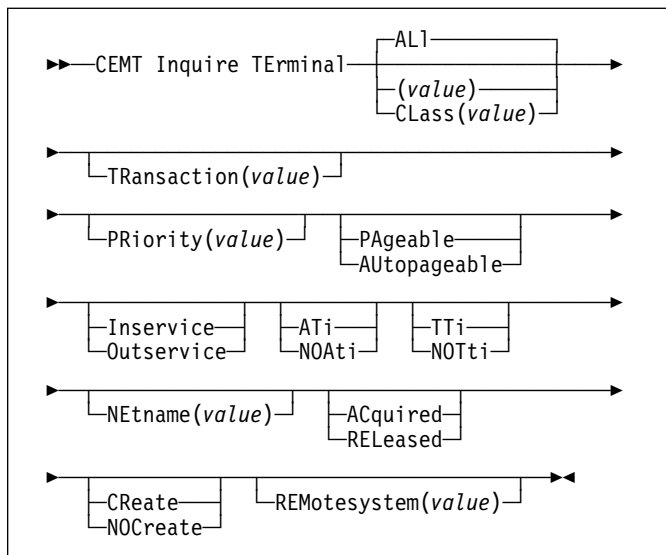 ALl
CEMT Inquire TErminal
(value)
CLass(value)
TRansaction(value)
PRiority(value) PAgeable
AUtopageable
Inservice ATi TTi
Outservice NOAti NOTti
NEtname(value) ACquired
RELeased
CReate REMotesystem(value)
NOCreate